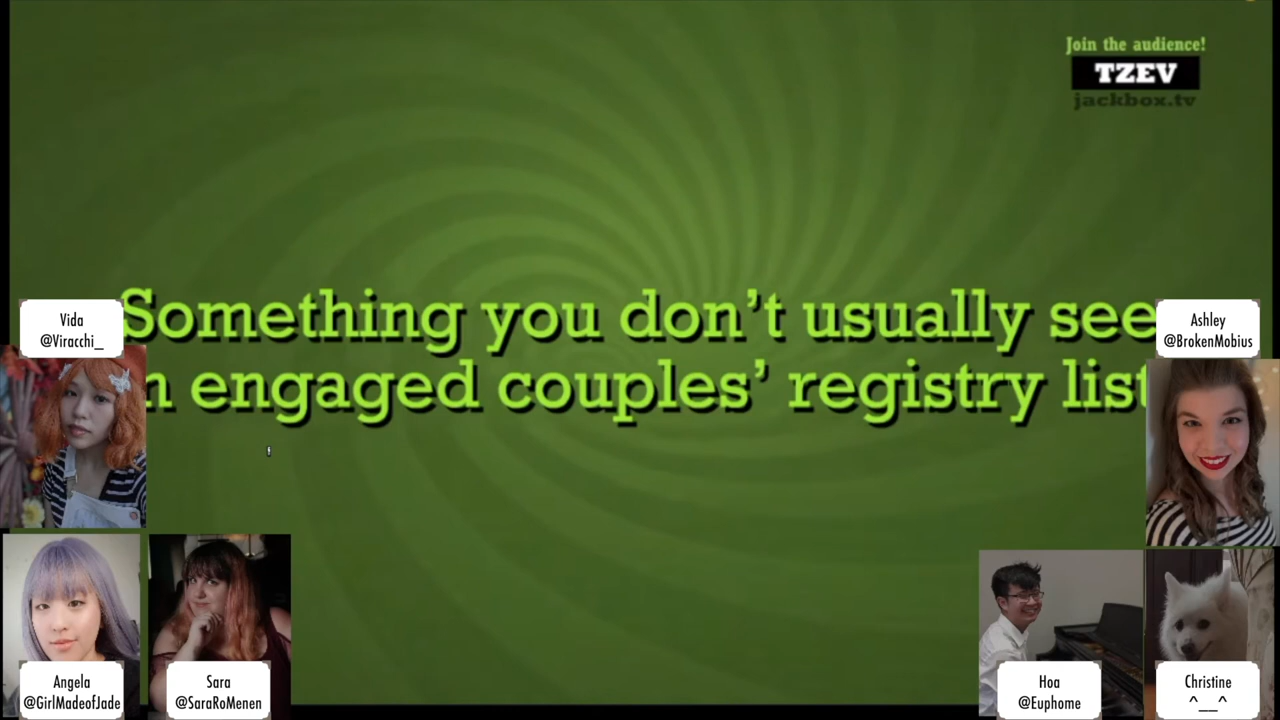 Join the audience!
TZEV
jackbox.tv
Something you don't usually see
engaged couples' registry list
Vida
@Viracchi_
Ashley
@BrokenMobius
Angela
@GirlMadeofJade
Sara
@SaraRoMenen
Hoa
@Euphome
Christine
^__^